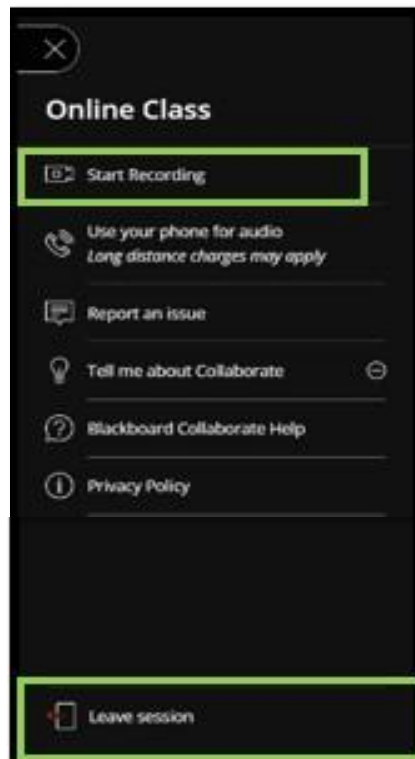 Online Class
Start Recording
Use your phone for audio
Long distance charges may apply
Report an issue
Tell me about Collaborate
Blackboard Collaborate Help
Privacy Policy
Leave session